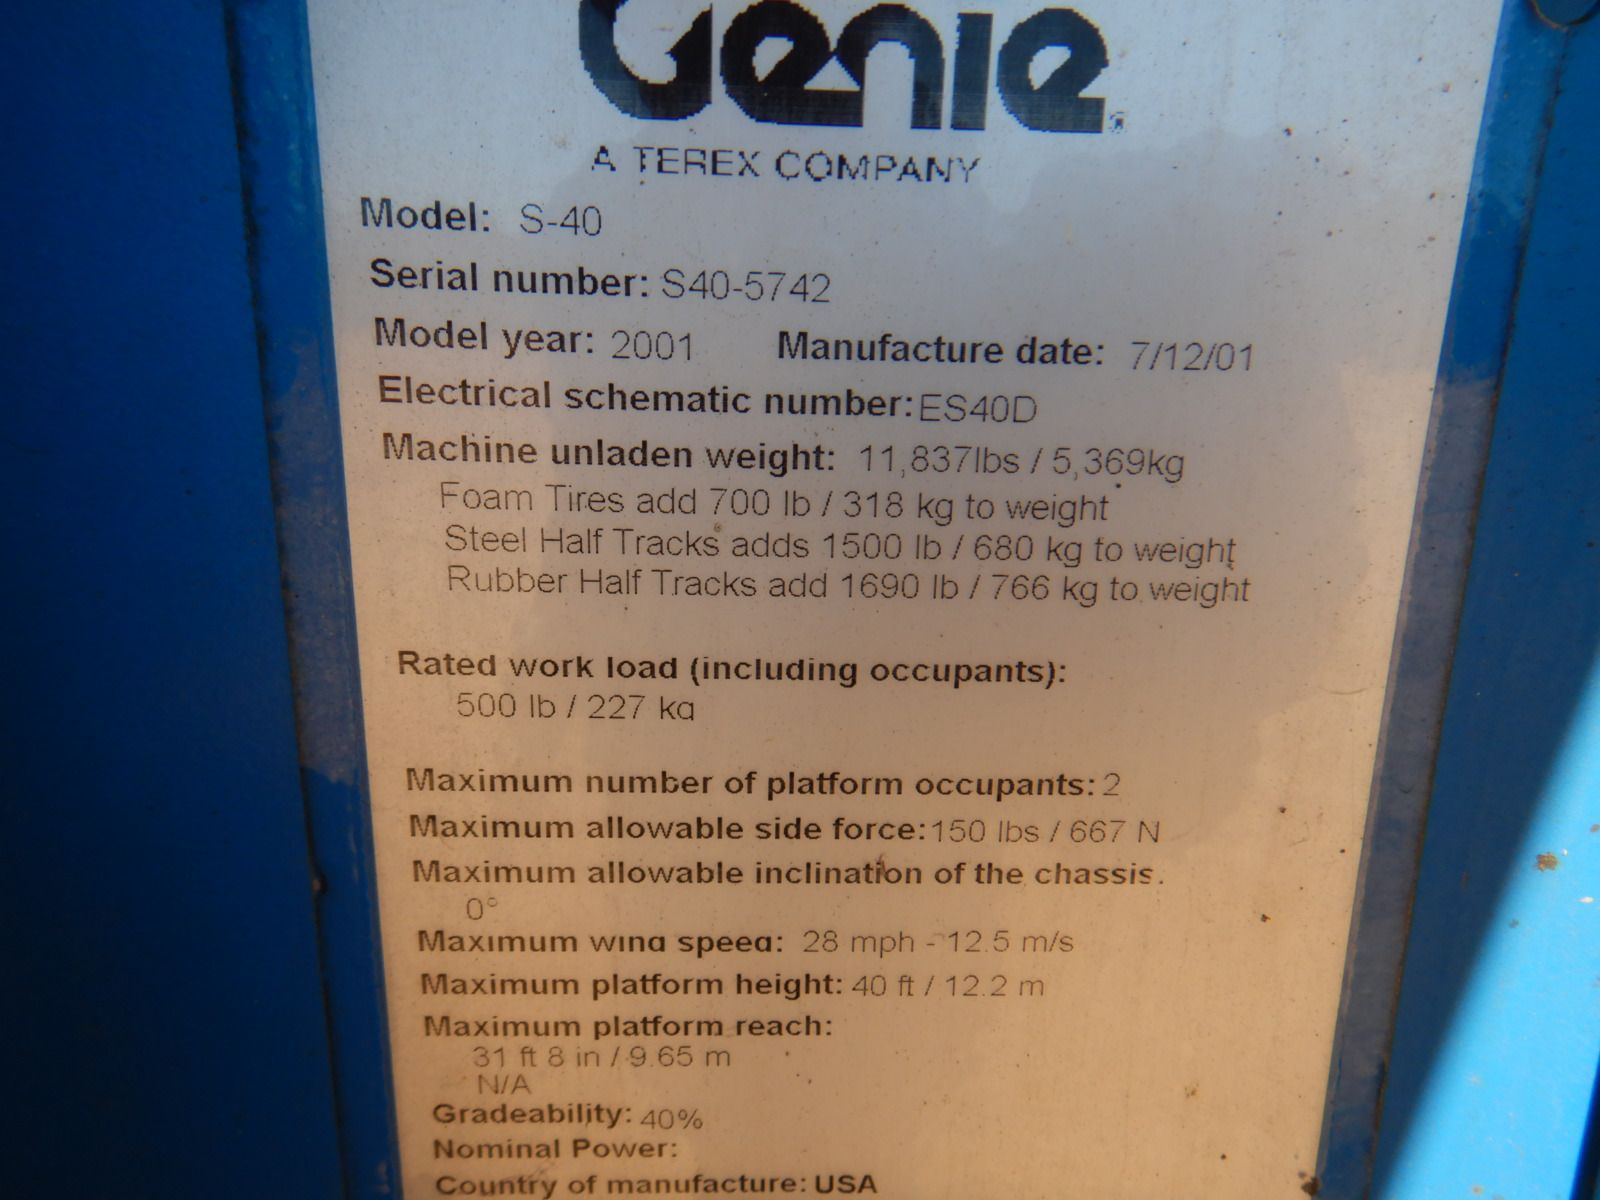 Genie
A TEREX COMPANY
Model: S-40
Serial number: S40-5742
Model year: 2001 Manufacture date: 7/12/01
Electrical schematic number: ES40D
Machine unladen weight: 11,837lbs / 5,369kg
Foam Tires add 700 lb / 318 kg to weight
Steel Half Tracks adds 1500 lb / 680 kg to weight
Rubber Half Tracks add 1690 lb / 766 kg to weight
Rated work load (including occupants):
500 lb / 227 kg
Maximum number of platform occupants: 2
Maximum allowable side force: 150 lbs / 667 N
Maximum allowable inclination of the chassis.
0°
Maximum wind speed: 28 mph - 12.5 m/s
Maximum platform height: 40 ft / 12.2 m
Maximum platform reach:
31 ft 8 in / 9.65 m
N/A
Gradeability: 40%
Nominal Power:
Country of manufacture: USA